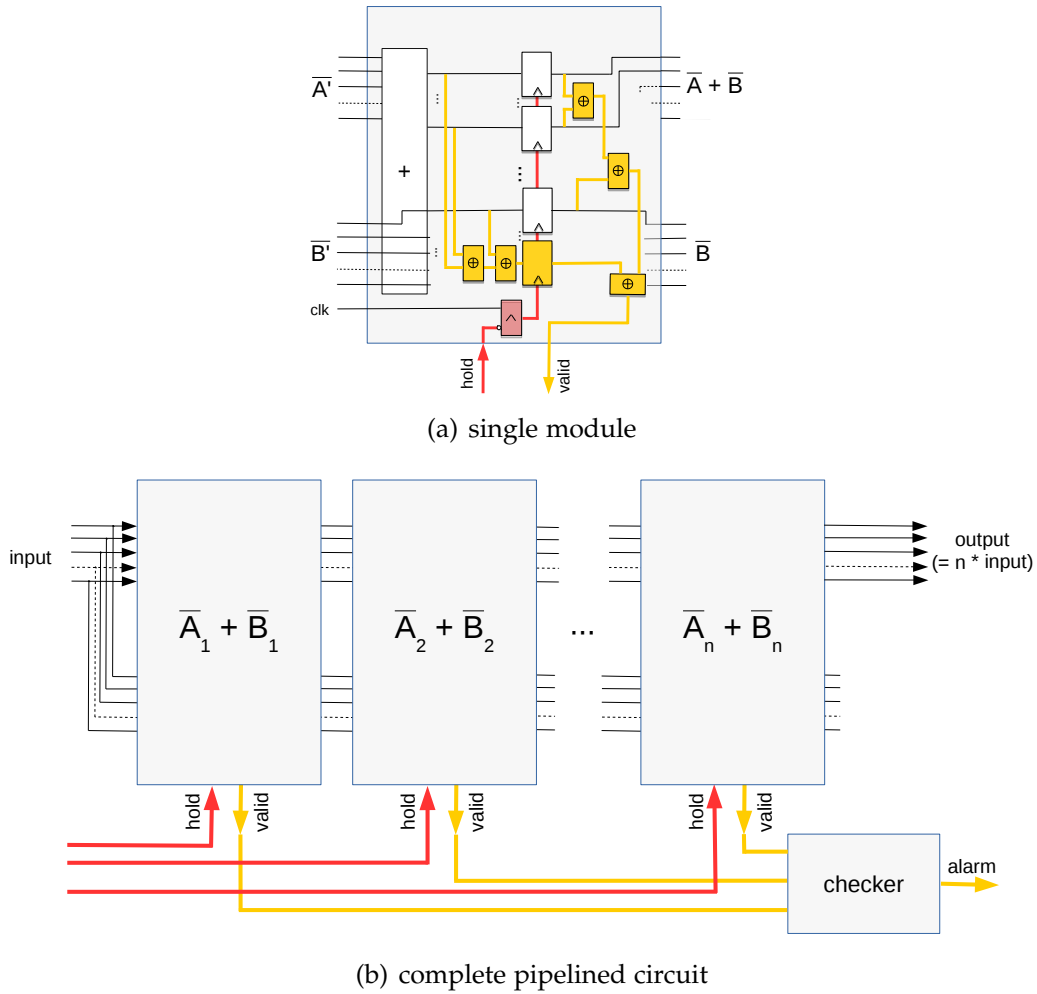 A' A + B
+
B' B
clk
hold valid
(a) single module
input output
(= n * input)
A1 + B1 A2 + B2 ... An + Bn
hold valid hold valid hold valid
checker alarm
(b) complete pipelined circuit